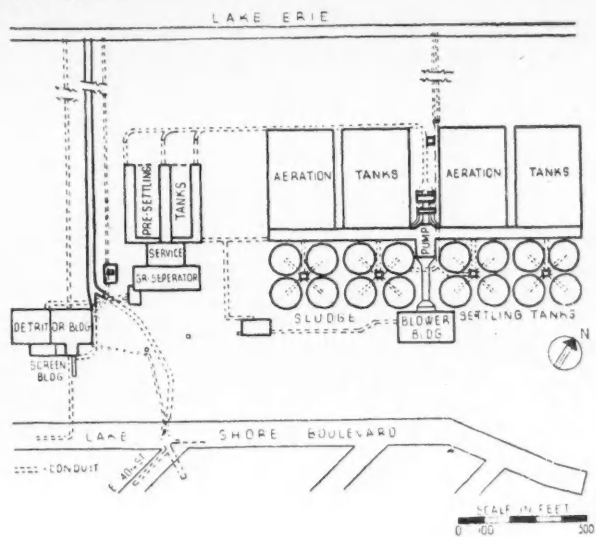 LAKE ERIE
AERATION TANKS
AERATION TANKS
PRE-SETTLING
TANKS
SERVICE
GR. SEPERATOR
PUMP
DETRITOR BLDG
SCREEN
BLDG
SLUDGE
BLOWER
BLDG
SETTLING TANKS
N
LAKE SHORE BOULEVARD
E. 40TH ST
CONDUIT
SCALE IN FEET
0 100 500